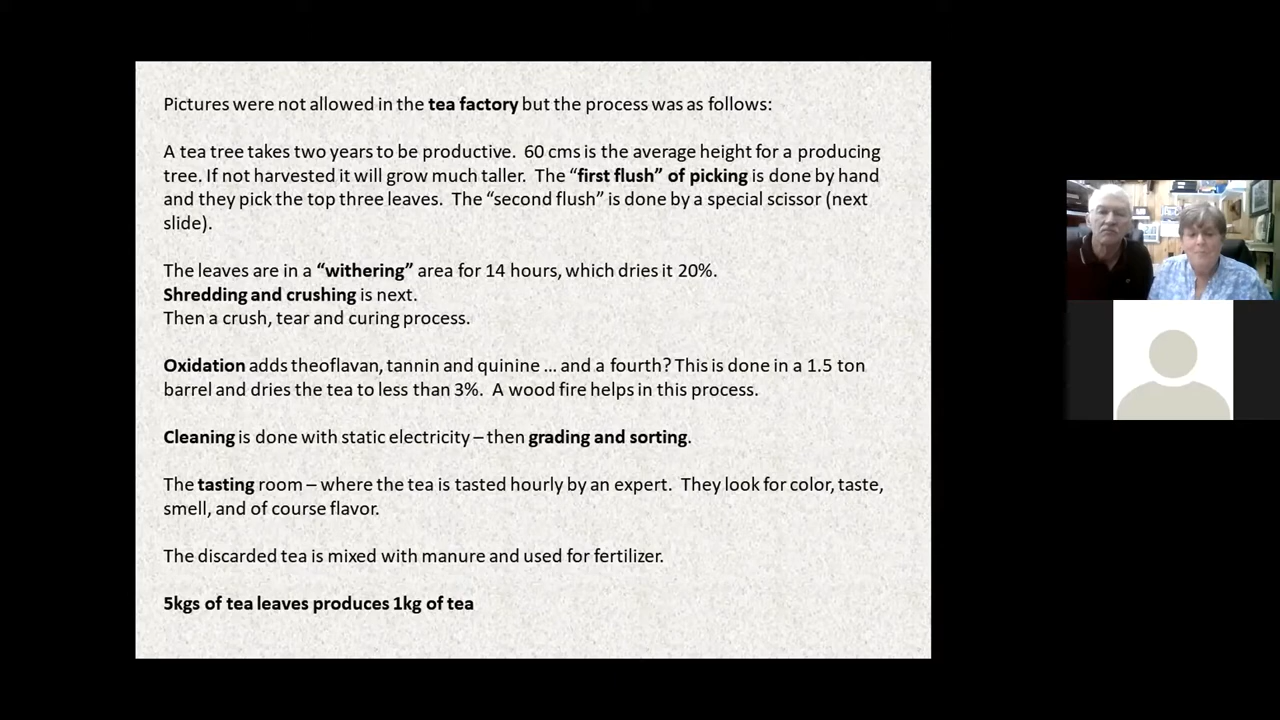 Pictures were not allowed in the tea factory but the process was as follows:
A tea tree takes two years to be productive.  60 cms is the average height for a producing
tree. If not harvested it will grow much taller.  The “first flush” of picking is done by hand
and they pick the top three leaves.  The “second flush” is done by a special scissor (next
slide).
The leaves are in a “withering” area for 14 hours, which dries it 20%.
Shredding and crushing is next.
Then a crush, tear and curing process.
Oxidation adds theoflavan, tannin and quinine … and a fourth? This is done in a 1.5 ton
barrel and dries the tea to less than 3%.  A wood fire helps in this process.
Cleaning is done with static electricity – then grading and sorting.
The tasting room – where the tea is tasted hourly by an expert.  They look for color, taste,
smell, and of course flavor.
The discarded tea is mixed with manure and used for fertilizer.
5kgs of tea leaves produces 1kg of tea